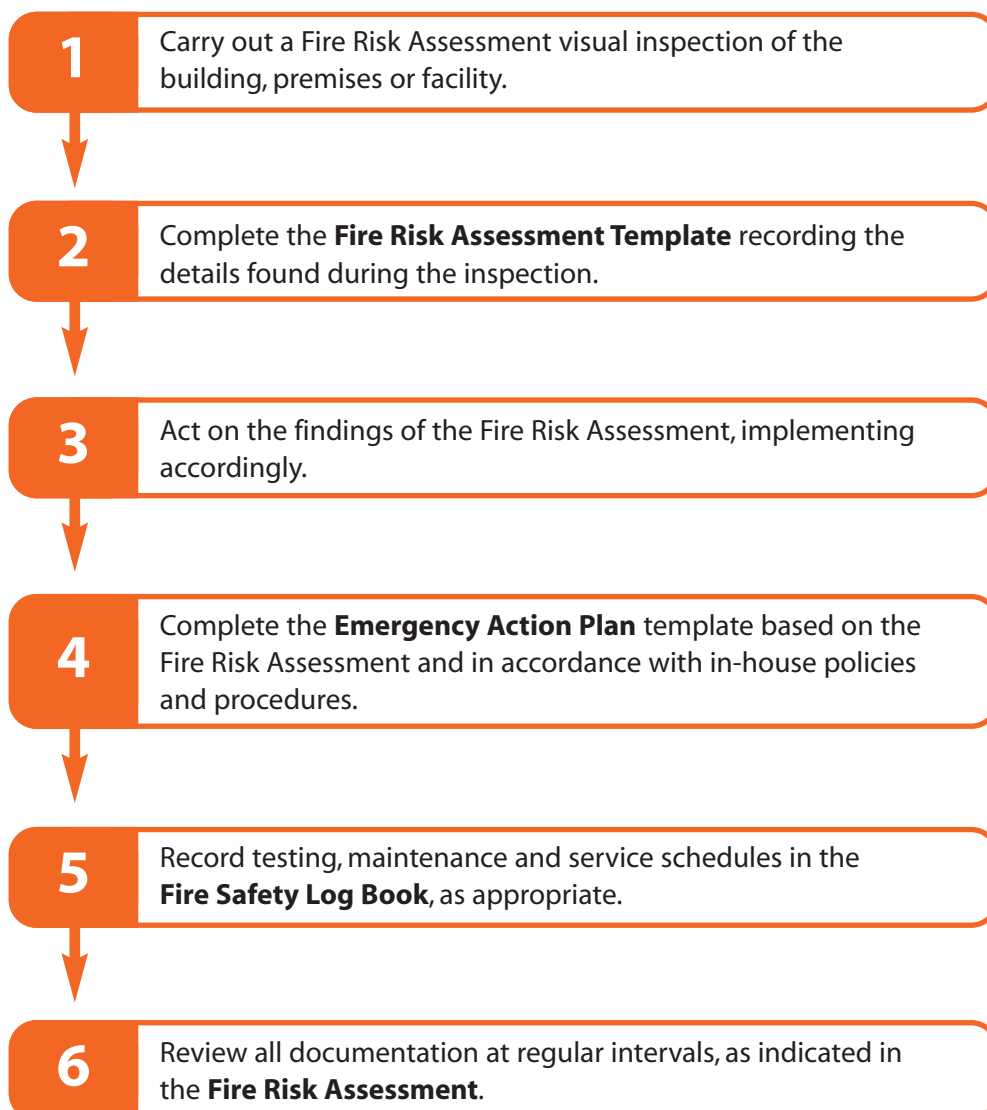 1
Carry out a Fire Risk Assessment visual inspection of the
building, premises or facility.
2
Complete the Fire Risk Assessment Template recording the
details found during the inspection.
3
Act on the findings of the Fire Risk Assessment, implementing
accordingly.
4
Complete the Emergency Action Plan template based on the
Fire Risk Assessment and in accordance with in-house policies
and procedures.
5
Record testing, maintenance and service schedules in the
Fire Safety Log Book, as appropriate.
6
Review all documentation at regular intervals, as indicated in
the Fire Risk Assessment.